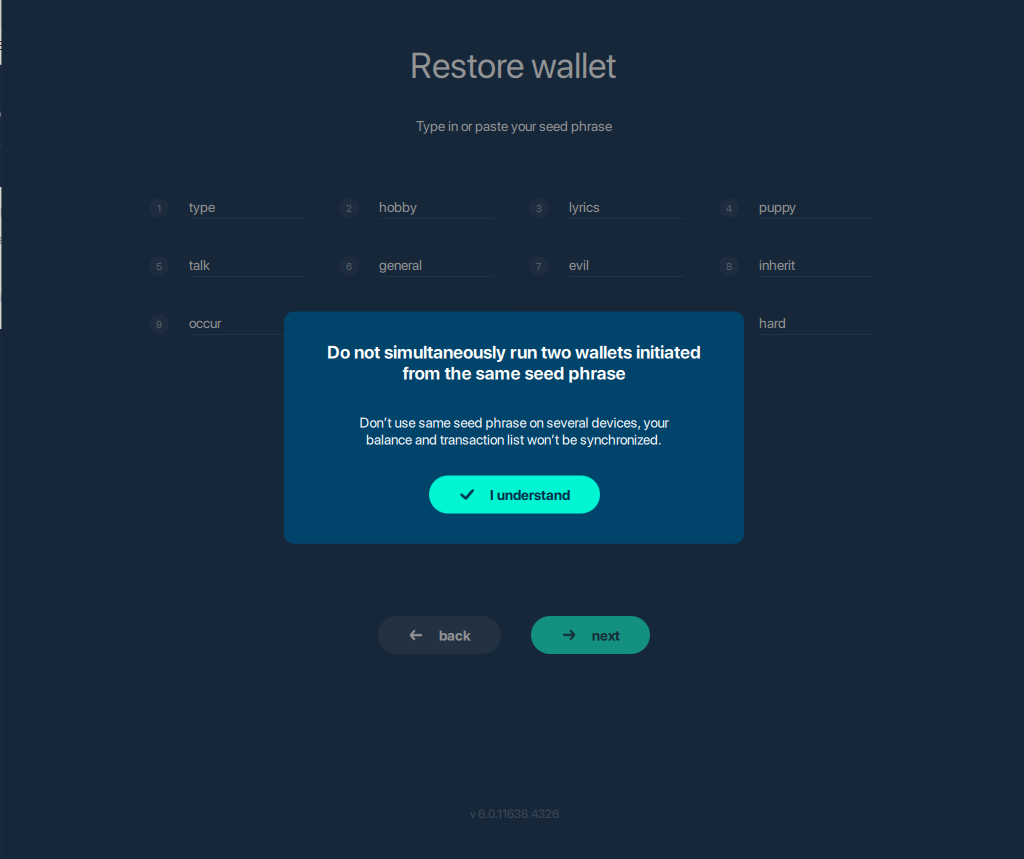 Restore wallet
Type in or paste your seed phrase
1 type 2 hobby 3 lyrics 4 puppy
5 talk 6 general 7 evil 8 inherit
9 occur hard
Do not simultaneously run two wallets initiated
from the same seed phrase
Don't use same seed phrase on several devices, your
balance and transaction list won't be synchronized.
I understand
back next
v 6.0.11638.4326